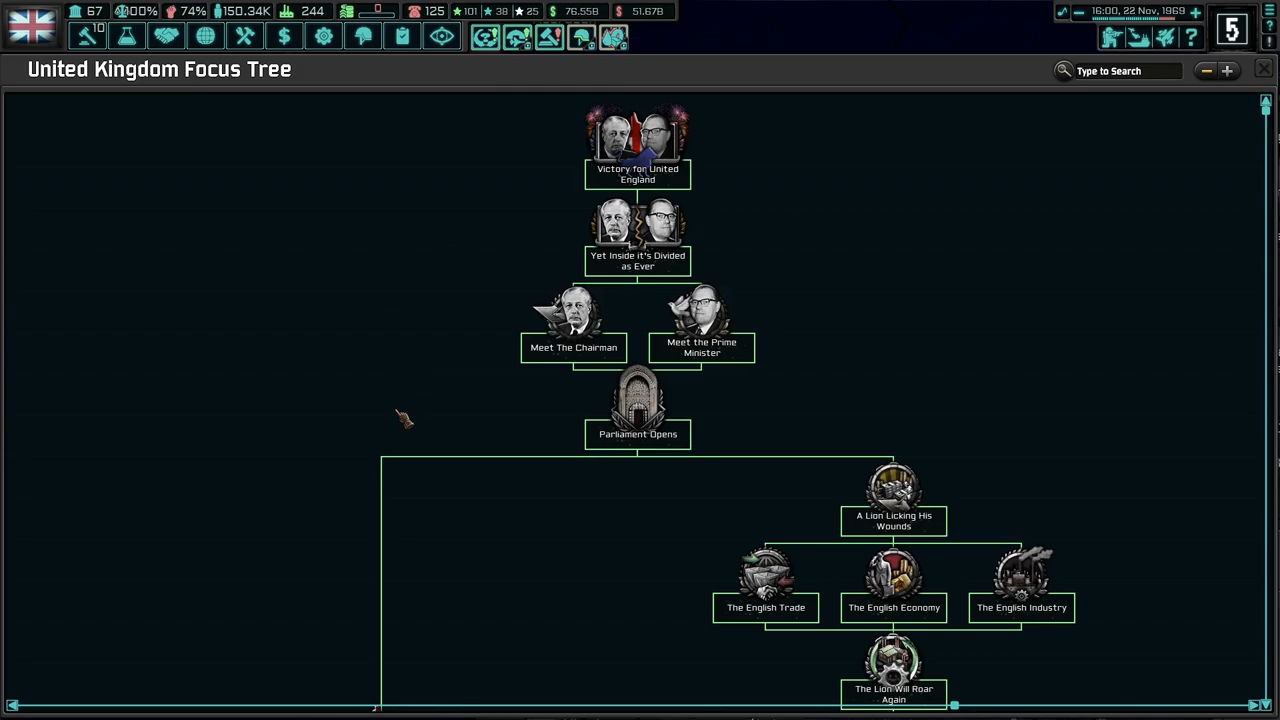 67 100% 74% 150.34K 244 125 101 38 25 $ 76.55B $ 51.67B
16:00, 22 Nov, 1969
5
10
United Kingdom Focus Tree
Type to Search
Victory for United
England
Yet Inside it's Divided
as Ever
Meet The Chairman
Meet the Prime
Minister
Parliament Opens
A Lion Licking His
Wounds
The English Trade
The English Economy
The English Industry
The Lion Will Roar
Again